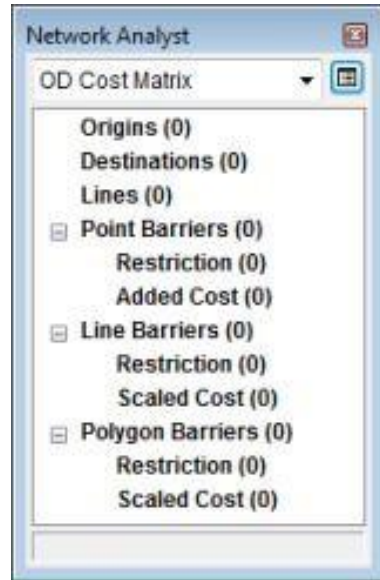 Network Analyst
OD Cost Matrix
Origins (0)
Destinations (0)
Lines (0)
Point Barriers (0)
Restriction (0)
Added Cost (0)
Line Barriers (0)
Restriction (0)
Scaled Cost (0)
Polygon Barriers (0)
Restriction (0)
Scaled Cost (0)